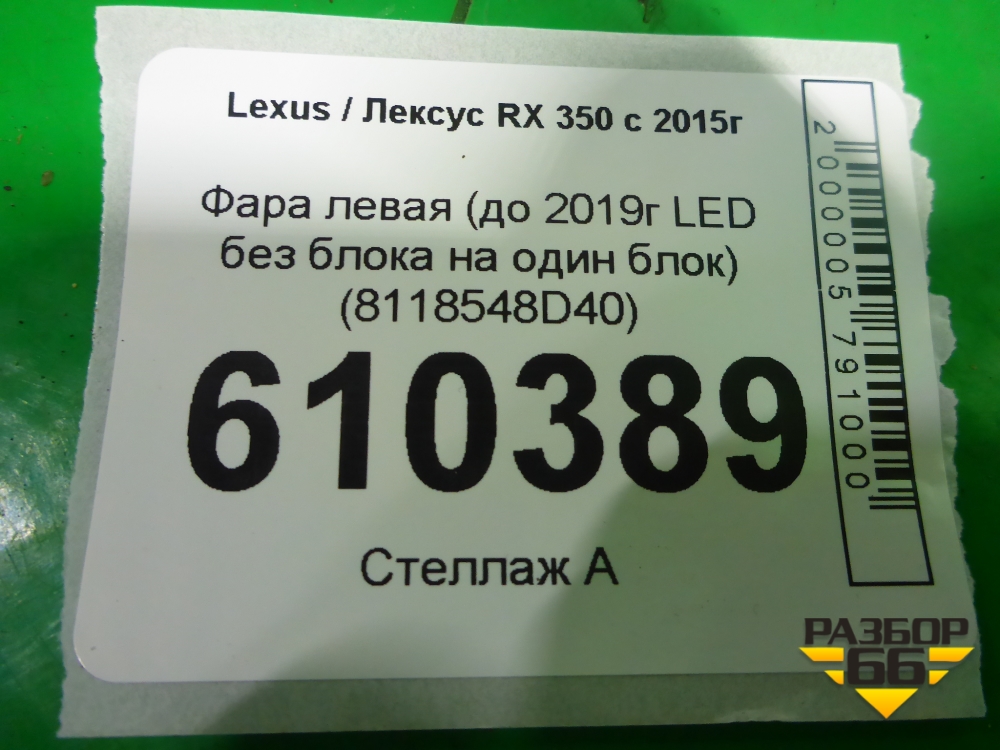 Lexus / Лексус RX 350 с 2015г
Фара левая (до 2019г LED
без блока на один блок)
(8118548D40)
610389
Стеллаж А
2000005791000
РАЗБОР
66